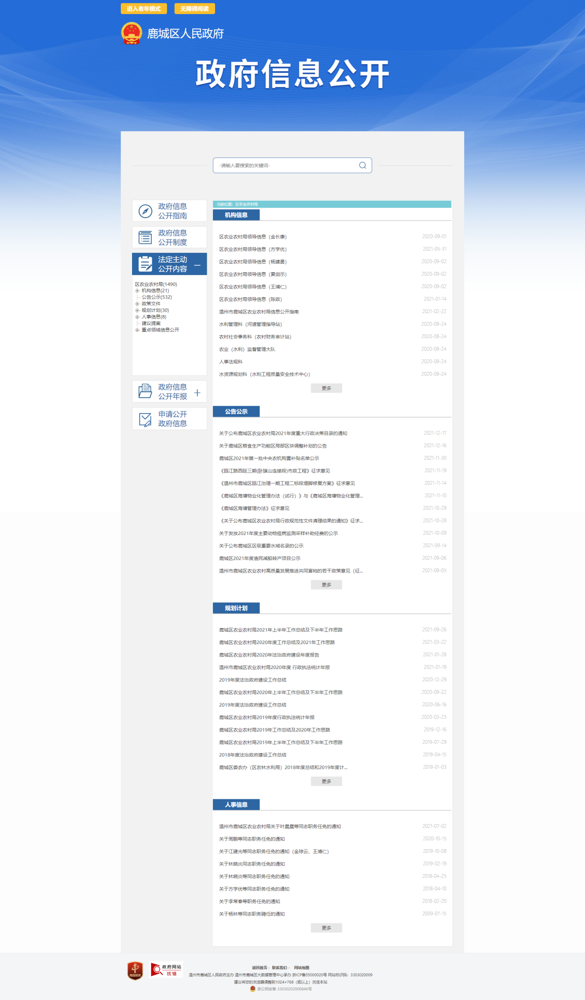 进入老年模式
无障碍阅读
鹿城区人民政府
政府信息公开
-请输入要搜索的关键词-
政府信息
公开指南
政府信息
公开制度
法定主动
公开内容
区农业农村局(1490)
机构信息(21)
公告公示(532)
政策文件
规划计划(30)
人事信息(8)
建议提案
重点领域信息公开
政府信息
公开年报
申请公开
政府信息
当前位置：区农业农村局
机构信息
区农业农村局领导信息（金长康） 2020-09-01
区农业农村局领导信息（方学优） 2021-05-31
区农业农村局领导信息（杨建勇） 2020-09-02
区农业农村局领导信息（夏剑示） 2020-09-02
区农业农村局领导信息（王浦仁） 2020-09-02
区农业农村局领导信息（陈政） 2021-01-14
温州市鹿城区农业农村局信息公开指南 2021-02-22
水利管理科（河道管理指导站） 2020-08-24
农村社会事务科（农村财务审计站） 2020-08-24
农业（水利）监督管理大队 2020-08-24
人事法规科 2020-08-24
水资源规划科（水利工程质量安全技术中心） 2020-08-24
更多
公告公示
关于公布鹿城区农业农村局2021年度重大行政决策目录的通知 2021-12-17
关于鹿城区粮食生产功能区局部区块调整补划的公告 2021-12-16
鹿城区2021年第一批中央农机购置补贴名单公示 2021-11-30
《瓯江路西延三期(卧旗山连接段)市政工程》征求意见 2021-11-19
《温州市鹿城区瓯江治理一期工程二标段堤脚修复方案》征求意见 2021-11-14
《鹿城区海塘物业化管理办法（试行）》与《鹿城区海塘物业化管理... 2021-11-10
《鹿城区海塘管理办法》征求意见 2021-10-29
《关于公布鹿城区农业农村局行政规范性文件清理结果的通知》征求... 2021-10-28
关于发放2021年度主要动物疫病监测采样补助经费的公示 2021-10-09
关于公布鹿城区区级重要水域名录的公示 2021-09-14
鹿城区2021年度渔民减船转产项目公示 2021-09-06
温州市鹿城区农业农村高质量发展推进共同富裕的若干政策意见（征... 2021-09-05
更多
规划计划
鹿城区农业农村局2021年上半年工作总结及下半年工作思路 2021-09-26
鹿城区农业农村局2020年度工作总结及2021年工作思路 2021-03-22
鹿城区农业农村局2020年法治政府建设年度报告 2021-01-28
温州市鹿城区农业农村局2020年度 行政执法统计年报 2021-01-19
2019年度法治政府建设工作总结 2020-12-29
鹿城区农业农村局2020年上半年工作总结及下半年工作思路 2020-09-22
2019年度法治政府建设工作总结 2020-06-16
鹿城区农业农村局2019年度行政执法统计年报 2020-03-23
鹿城区农业农村局2019年工作总结及2020年工作思路 2019-12-16
鹿城区农业农村局2019年上半年工作总结及下半年工作思路 2019-07-29
2018年度法治政府建设工作总结 2019-04-15
鹿城区委农办（区农林水利局）2018年度总结和2019年度计... 2019-01-03
更多
人事信息
温州市鹿城区农业农村局关于叶晨晨等同志职务任免的通知 2021-07-02
关于周鹏等同志职务任免的通知 2020-10-15
关于江建光等同志职务任免的通知（金琼云、王浦仁） 2019-10-08
关于林晓炎同志职务任免的通知 2019-02-19
关于林晓炎等同志职务任免的通知 2018-04-25
关于方学优等同志职务任免的通知 2018-04-10
关于李常春等职务任免的通知 2018-02-20
关于杨林等同志职务聘任的通知 2009-07-15
更多
党政机关
政府网站
找错
返回首页 - 联系我们 - 网站地图
温州市鹿城区人民政府主办 温州市鹿城区大数据管理中心承办 浙ICP备05000020号 网站标识码：3303020009
建议将您的浏览器调整到1024×768（或以上）浏览本站
浙公网安备 33030202000846号